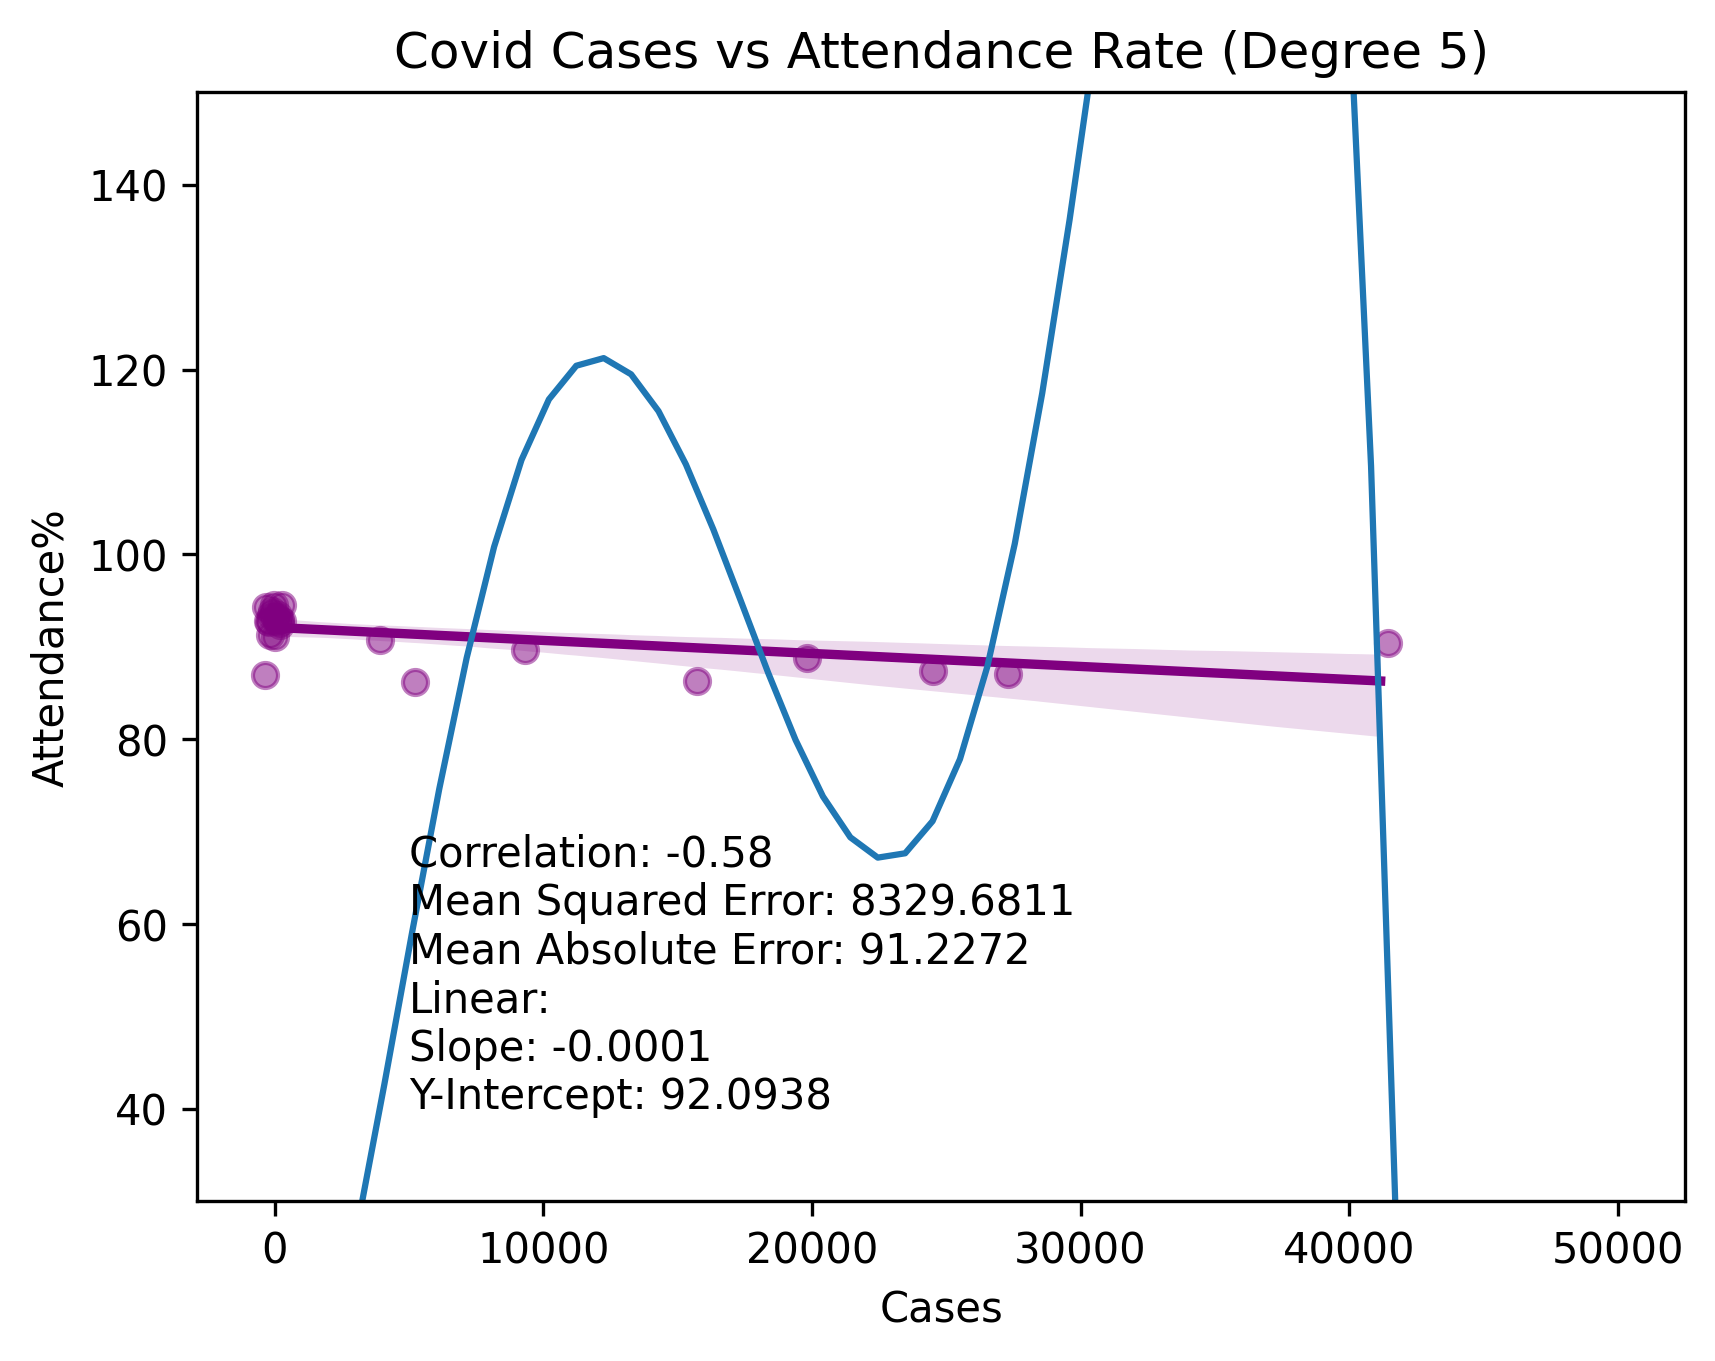 Covid Cases vs Attendance Rate (Degree 5)
Attendance%
140
120
100
80
60
40
Correlation: -0.58
Mean Squared Error: 8329.6811
Mean Absolute Error: 91.2272
Linear:
Slope: -0.0001
Y-Intercept: 92.0938
0 10000 20000 30000 40000 50000
Cases